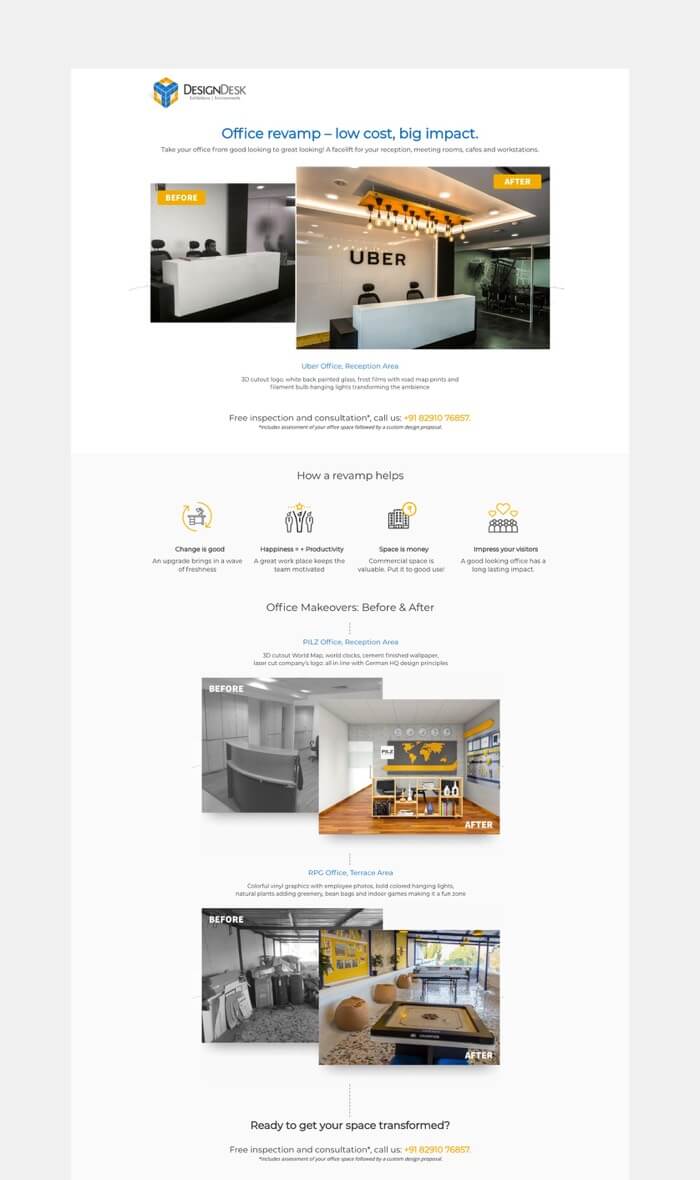 DESIGNDESK
Exhibitions | Environments
Office revamp – low cost, big impact.
Take your office from good looking to great looking! A facelift for your reception, meeting rooms, cafes and workstations.
BEFORE
AFTER
UBER
Uber Office, Reception Area
3D cutout logo, white back painted glass, frost films with road map prints and
filament bulb hanging lights transforming the ambience
Free inspection and consultation*, call us: +91 82910 76857.
*Includes assessment of your office space followed by a custom design proposal.
How a revamp helps
Change is good
An upgrade brings in a wave
of freshness
Happiness = + Productivity
A great work place keeps the
team motivated
Space is money
Commercial space is
valuable. Put it to good use!
Impress your visitors
A good looking office has a
long lasting impact.
Office Makeovers: Before & After
PILZ Office, Reception Area
3D cutout World Map, world clocks, cement finished wallpaper,
laser cut company's logo: all in line with German HQ design principles
BEFORE
PILZ
AFTER
RPG Office, Terrace Area
Colorful vinyl graphics with employee photos, bold colored hanging lights,
natural plants adding greenery, bean bags and indoor games making it a fun zone
BEFORE
AFTER
Ready to get your space transformed?
Free inspection and consultation*, call us: +91 82910 76857.
*Includes assessment of your office space followed by a custom design proposal.